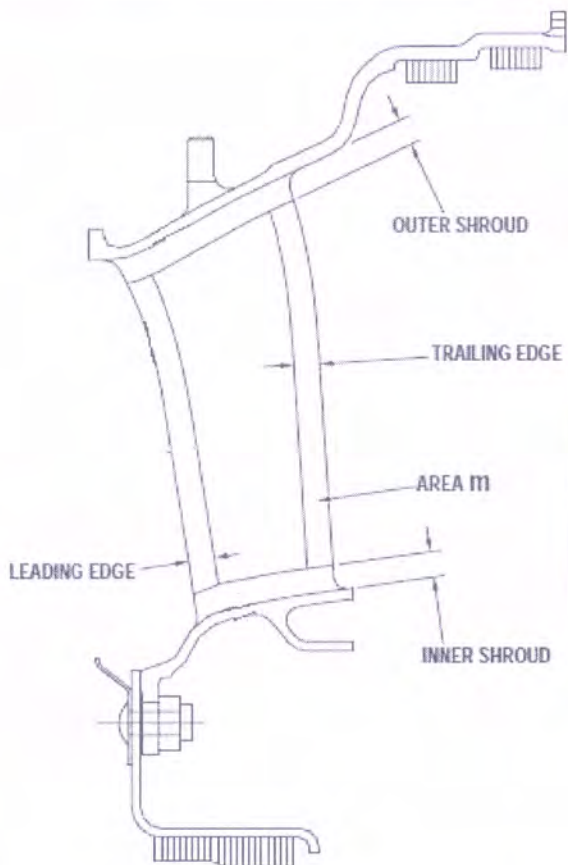 OUTER SHROUD
TRAILING EDGE
AREA m
LEADING EDGE
INNER SHROUD